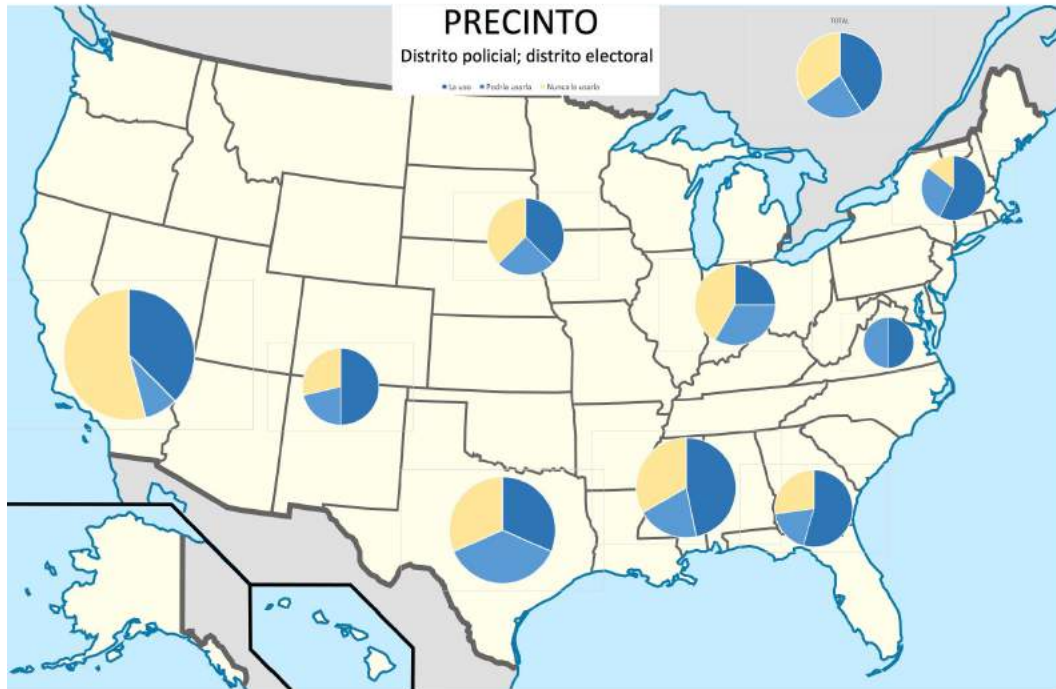 PRECINTO
Distrito policial; distrito electoral
Lo uso Podría usarlo Nunca lo usaría
TOTAL